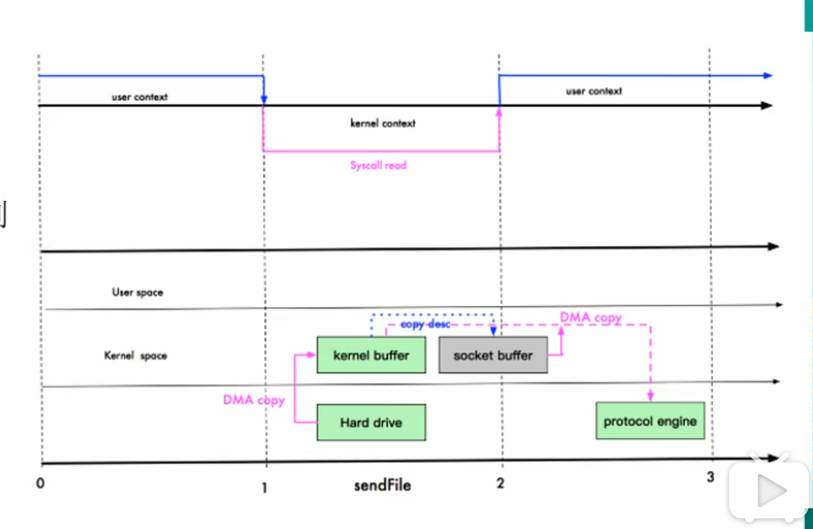 user context
user context
kernel context
Syscall read
User space
copy desc
DMA copy
Kernel space
kernel buffer
socket buffer
DMA copy
Hard drive
protocol engine
0
1
sendFile
2
3